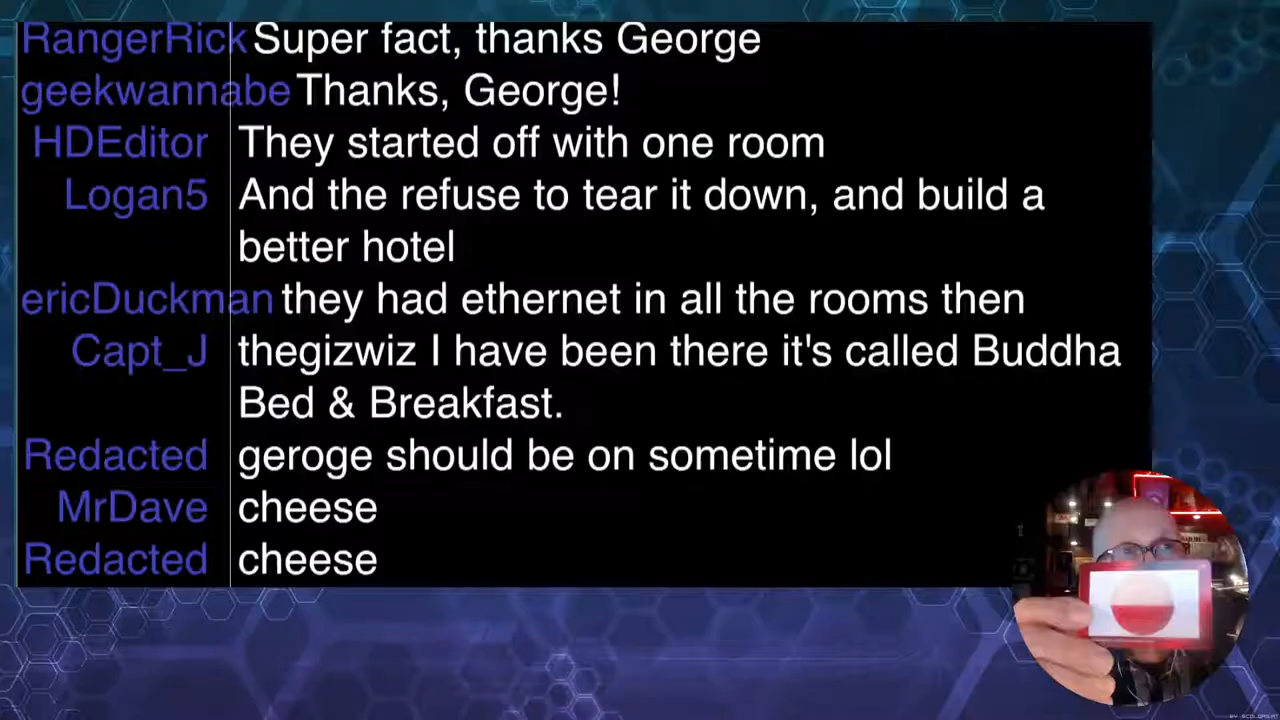 RangerRick Super fact, thanks George
geekwannabe Thanks, George!
HDEditor They started off with one room
Logan5 And the refuse to tear it down, and build a
better hotel
ericDuckman they had ethernet in all the rooms then
Capt_J thegizwiz I have been there it's called Buddha
Bed & Breakfast.
Redacted geroge should be on sometime lol
MrDave cheese
Redacted cheese